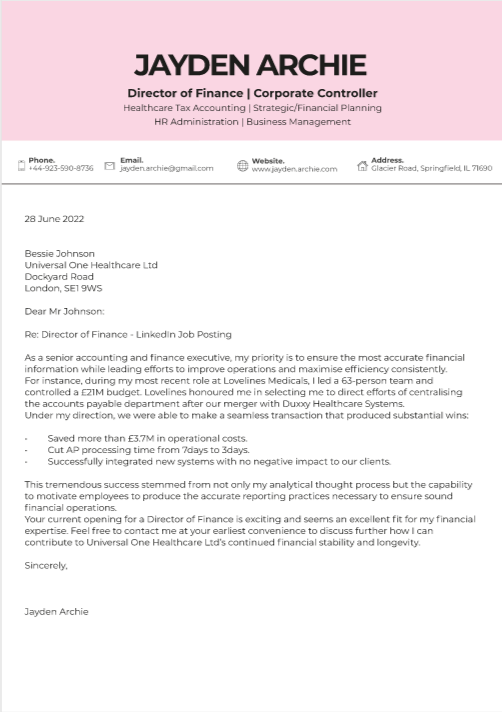 JAYDEN ARCHIE
Director of Finance | Corporate Controller
Healthcare Tax Accounting | Strategic/Financial Planning
HR Administration | Business Management
Phone.
+44-923-590-8736
Email.
jayden.archie@gmail.com
Website.
www.jayden.archie.com
Address.
Glacier Road, Springfield, IL 71690
28 June 2022
Bessie Johnson
Universal One Healthcare Ltd
Dockyard Road
London, SE1 9WS
Dear Mr Johnson:
Re: Director of Finance - LinkedIn Job Posting
As a senior accounting and finance executive, my priority is to ensure the most accurate financial
information while leading efforts to improve operations and maximise efficiency consistently.
For instance, during my most recent role at Lovelines Medicals, I led a 63-person team and
controlled a £21M budget. Lovelines honoured me in selecting me to direct efforts of centralising
the accounts payable department after our merger with Duxxy Healthcare Systems.
Under my direction, we were able to make a seamless transaction that produced substantial wins:
· Saved more than £3.7M in operational costs.
· Cut AP processing time from 7days to 3days.
· Successfully integrated new systems with no negative impact to our clients.
This tremendous success stemmed from not only my analytical thought process but the capability
to motivate employees to produce the accurate reporting practices necessary to ensure sound
financial operations.
Your current opening for a Director of Finance is exciting and seems an excellent fit for my financial
expertise. Feel free to contact me at your earliest convenience to discuss further how I can
contribute to Universal One Healthcare Ltd's continued financial stability and longevity.
Sincerely,
Jayden Archie